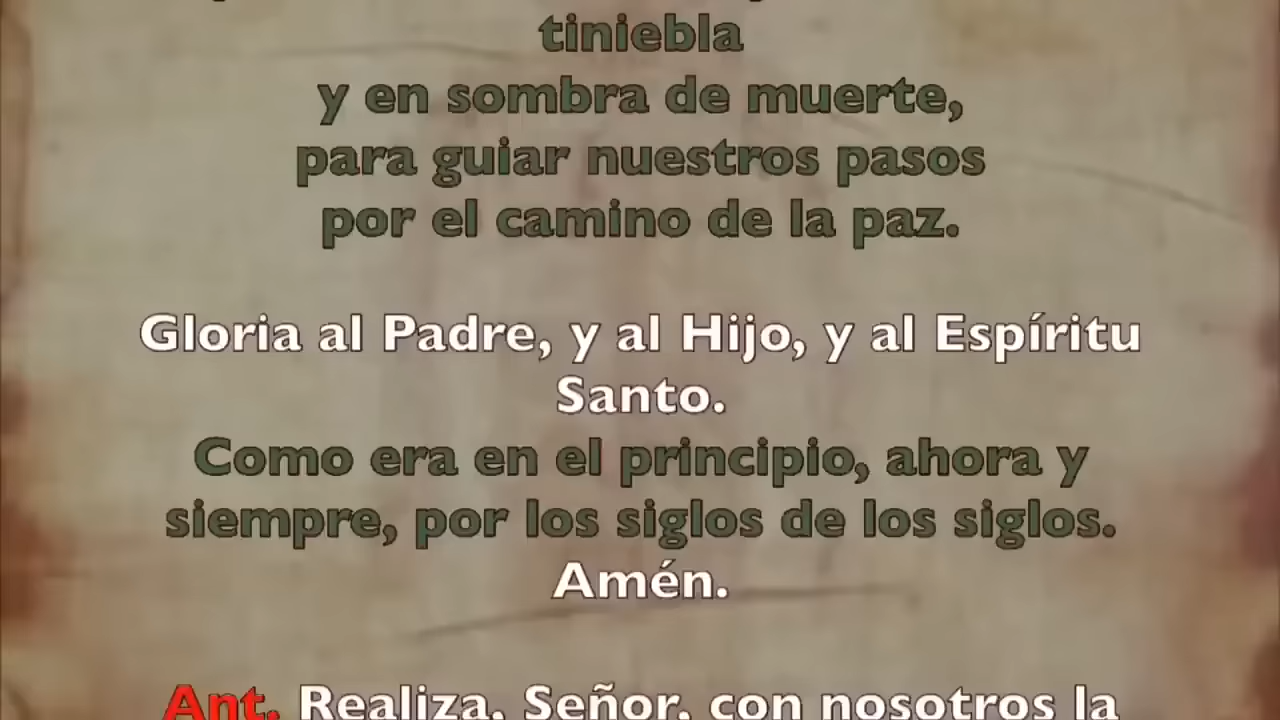 tiniebla
y en sombra de muerte,
para guiar nuestros pasos
por el camino de la paz.
Gloria al Padre, y al Hijo, y al Espíritu
Santo.
Como era en el principio, ahora y
siempre, por los siglos de los siglos.
Amén.
Ant. Realiza, Señor, con nosotros la